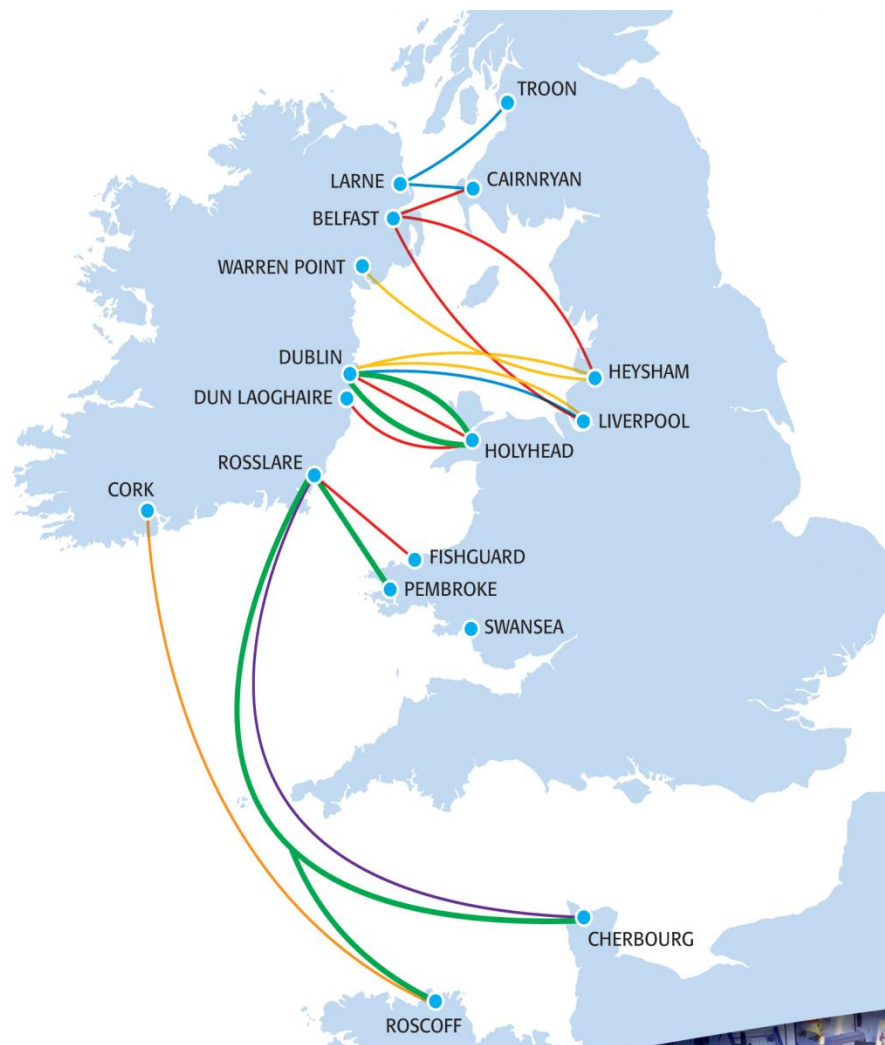 TROON
LARNE
CAIRNRYAN
BELFAST
WARREN POINT
DUBLIN
HEYSHAM
DUN LAOGHAIRE
LIVERPOOL
HOLYHEAD
ROSSLARE
CORK
FISHGUARD
PEMBROKE
SWANSEA
CHERBOURG
ROSCOFF